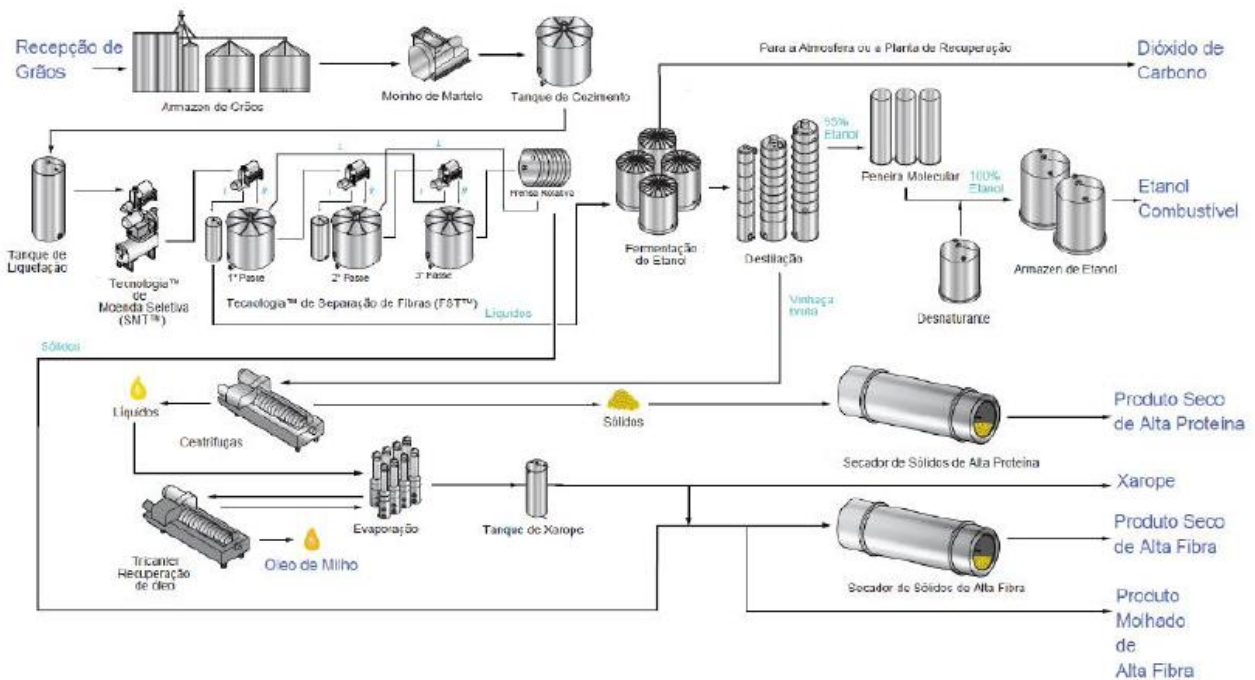 Recepção de
Grãos
Armazen de Grãos
Moinho de Martelo
Tanque de Cozimento
Para a Atmosfera ou a Planta de Recuperação
Dióxido de
Carbono
95%
Etanol
Peneira Molecular
100%
Etanol
Etanol
Combustível
Armazen de Etanol
Desnaturante
Fermentação
do Etanol
Destilação
Prensa Rotativa
Tanque de
Liquefação
Tecnologia™
de
Moenda Seletiva
(SMT™)
1º Passe
2º Passe
3º Passe
Tecnologia™ de Separação de Fibras (FST™)
Líquidos
Vinhaça
bruta
Sólidos
Líquidos
Centrífugas
Sólidos
Secador de Sólidos de Alta Proteína
Produto Seco
de Alta Proteína
Evaporação
Tanque de Xarope
Xarope
Tricanter
Recuperação
de óleo
Óleo de Milho
Secador de Sólidos de Alta Fibra
Produto Seco
de Alta Fibra
Produto
Molhado
de
Alta Fibra